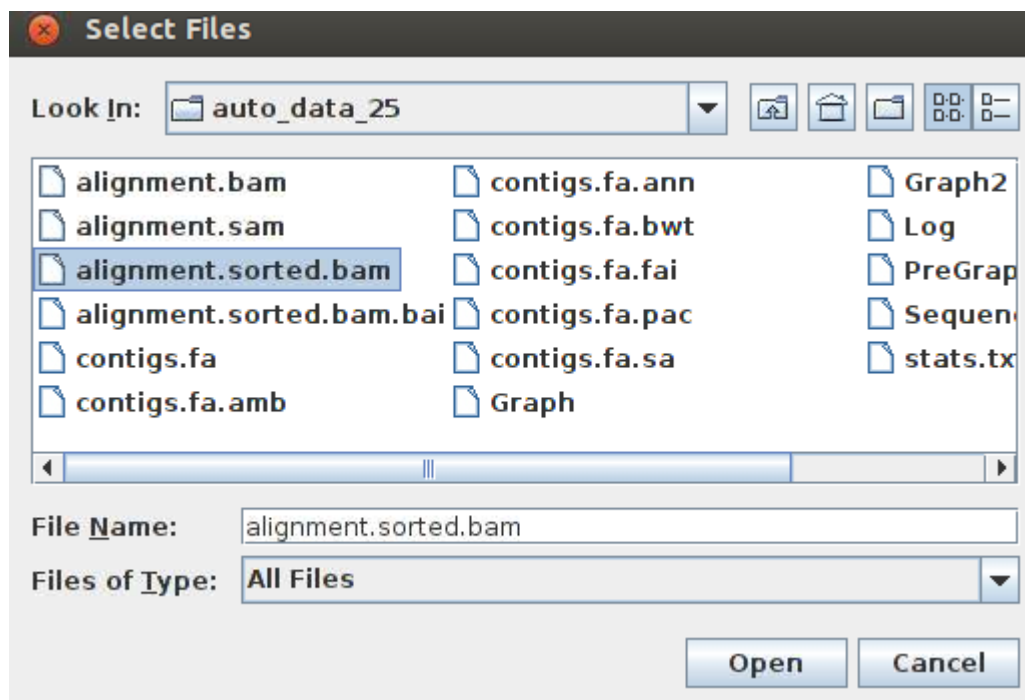 Select Files
Look In: auto_data_25
alignment.bam contigs.fa.ann Graph2
alignment.sam contigs.fa.bwt Log
alignment.sorted.bam contigs.fa.fai PreGrap
alignment.sorted.bam.bai contigs.fa.pac Sequen
contigs.fa contigs.fa.sa stats.tx
contigs.fa.amb Graph
File Name: alignment.sorted.bam
Files of Type: All Files
Open Cancel